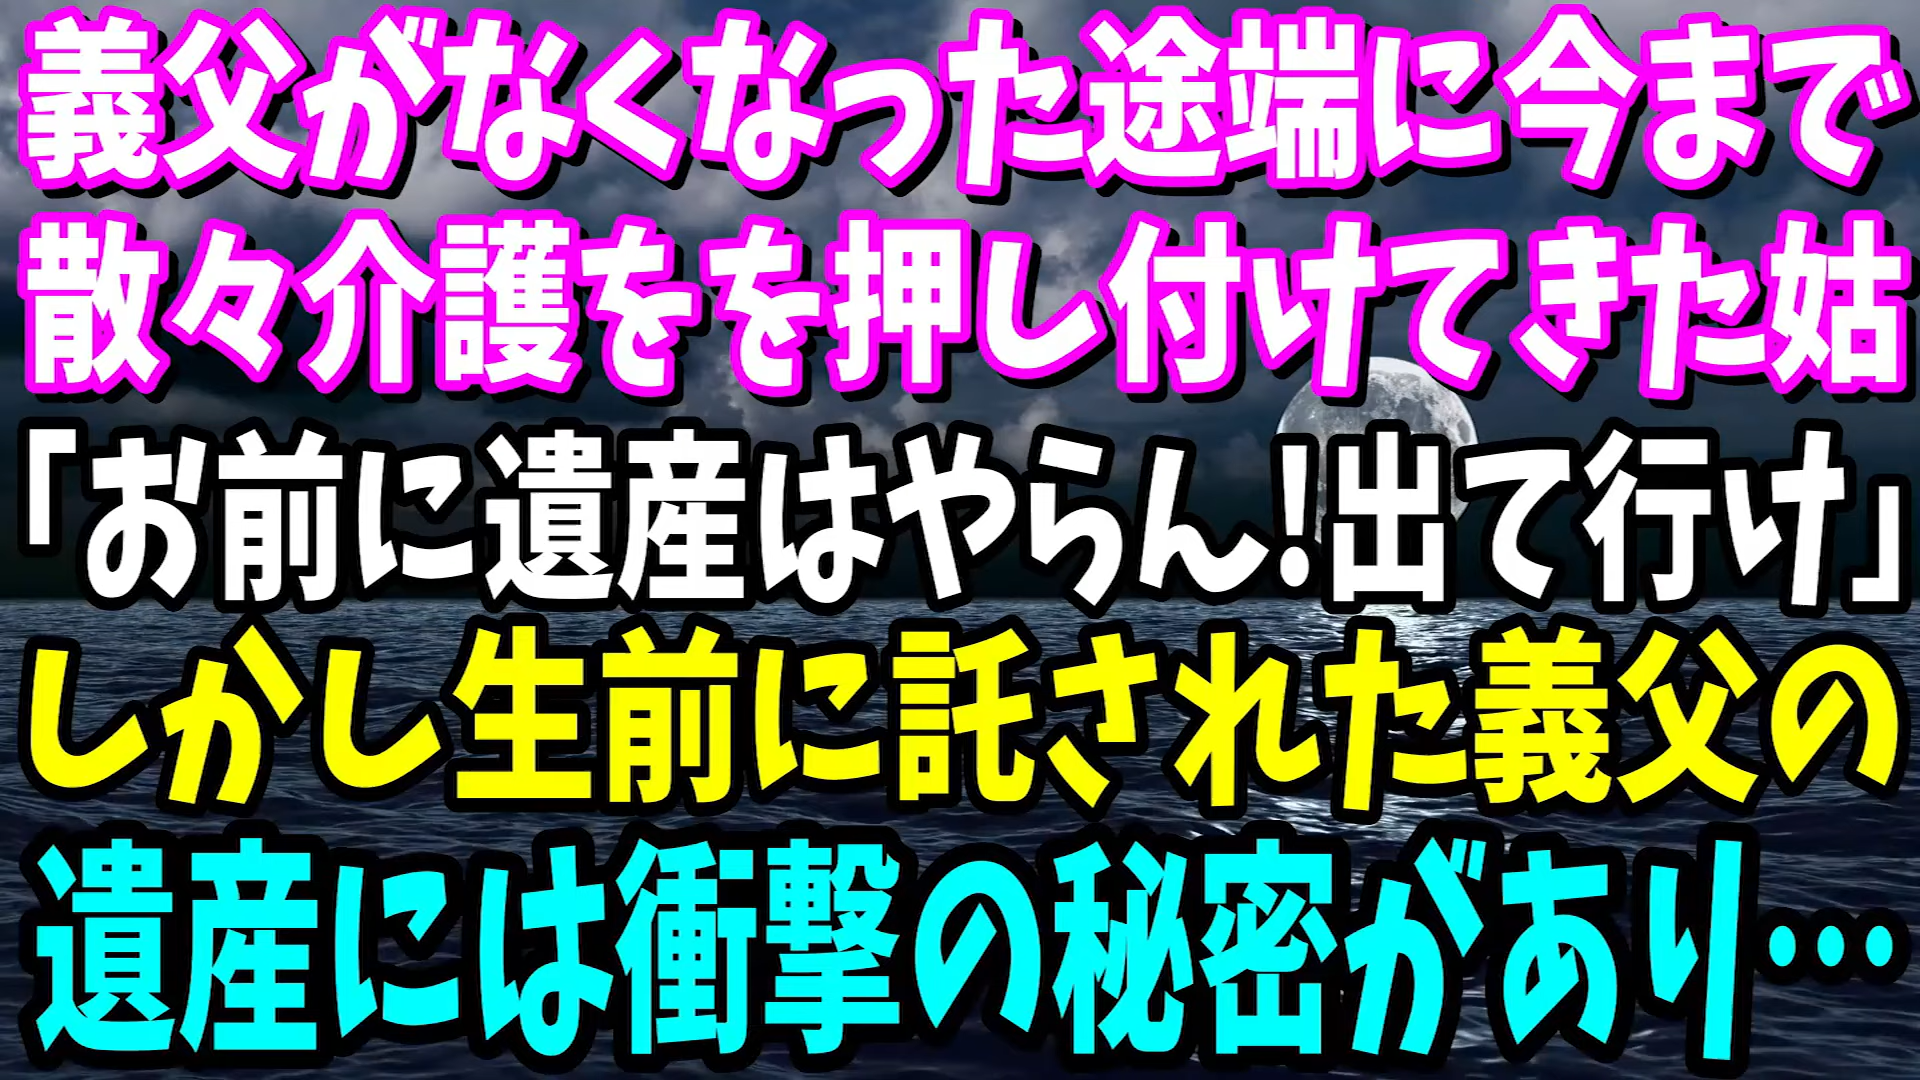 義父がなくなった途端に今まで
散々介護をを押し付けてきた姑
「お前に遺産はやらん!出て行け」
しかし生前に託された義父の
遺産には衝撃の秘密があり…